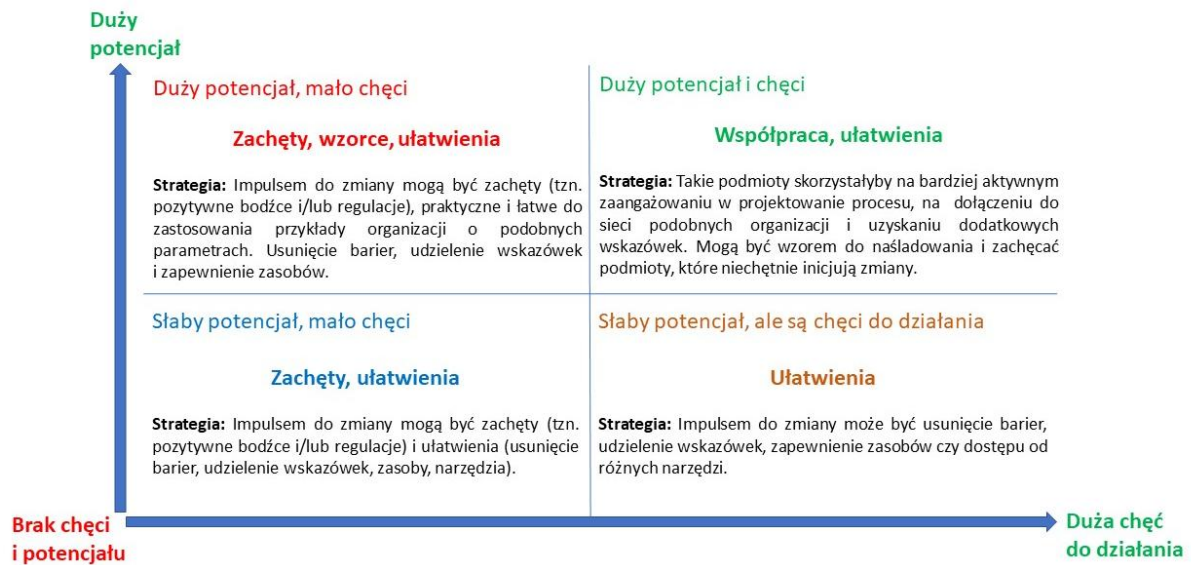 Duży
potencjał
Duży potencjał, mało chęci
Zachęty, wzorce, ułatwienia
Strategia: Impulsem do zmiany mogą być zachęty (tzn.
pozytywne bodźce i/lub regulacje), praktyczne i łatwe do
zastosowania przykłady organizacji o podobnych
parametrach. Usunięcie barier, udzielenie wskazówek
i zapewnienie zasobów.
Duży potencjał i chęci
Współpraca, ułatwienia
Strategia: Takie podmioty skorzystałyby na bardziej aktywnym
zaangażowaniu w projektowanie procesu, na dołączeniu do
sieci podobnych organizacji i uzyskaniu dodatkowych
wskazówek. Mogą być wzorem do naśladowania i zachęcać
podmioty, które niechętnie inicjują zmiany.
Słaby potencjał, mało chęci
Zachęty, ułatwienia
Strategia: Impulsem do zmiany mogą być zachęty (tzn.
pozytywne bodźce i/lub regulacje) i ułatwienia (usunięcie
barier, udzielenie wskazówek, zasoby, narzędzia).
Słaby potencjał, ale są chęci do działania
Ułatwienia
Strategia: Impulsem do zmiany może być usunięcie barier,
udzielenie wskazówek, zapewnienie zasobów czy dostępu od
różnych narzędzi.
Brak chęci
i potencjału
Duża chęć
do działania